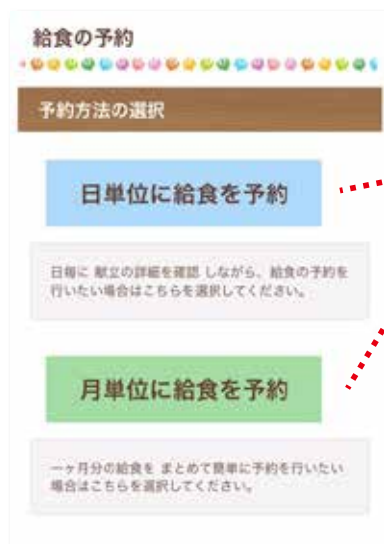 給食の予約
予約方法の選択
日単位に給食を予約
日毎に 献立の詳細を確認 しながら、給食の予約を
行いたい場合はこちらを選択してください。
月単位に給食を予約
一ヶ月分の給食を まとめて簡単に予約を行いたい
場合はこちらを選択してください。